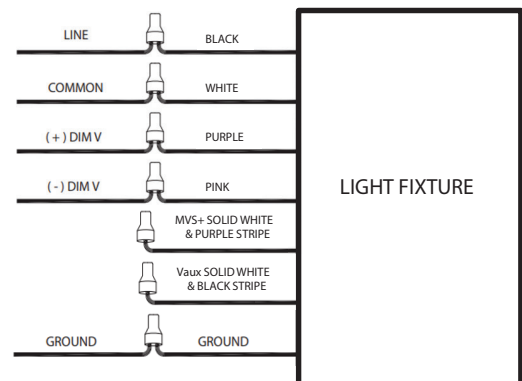 LINE
BLACK
COMMON
WHITE
( + ) DIM V
PURPLE
( - ) DIM V
PINK
LIGHT FIXTURE
MVS+ SOLID WHITE
& PURPLE STRIPE
Vaux SOLID WHITE
& BLACK STRIPE
GROUND
GROUND